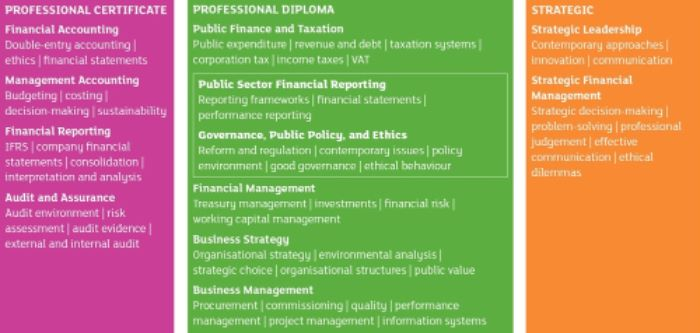 PROFESSIONAL CERTIFICATE
Financial Accounting
Double-entry accounting |
ethics | financial statements
Management Accounting
Budgeting | costing |
decision-making | sustainability
Financial Reporting
IFRS | company financial
statements | consolidation |
interpretation and analysis
Audit and Assurance
Audit environment | risk
assessment | audit evidence |
external and internal audit
PROFESSIONAL DIPLOMA
Public Finance and Taxation
Public expenditure | revenue and debt | taxation systems |
corporation tax | income taxes | VAT
Public Sector Financial Reporting
Reporting frameworks | financial statements |
performance reporting
Governance, Public Policy, and Ethics
Reform and regulation | contemporary issues | policy
environment | good governance | ethical behaviour
Financial Management
Treasury management | investments | financial risk |
working capital management
Business Strategy
Organisational strategy | environmental analysis |
strategic choice | organisational structures | public value
Business Management
Procurement | commissioning | quality | performance
management | project management | information systems
STRATEGIC
Strategic Leadership
Contemporary approaches |
innovation | communication
Strategic Financial
Management
Strategic decision-making |
problem-solving | professional
judgement | effective
communication | ethical
dilemmas